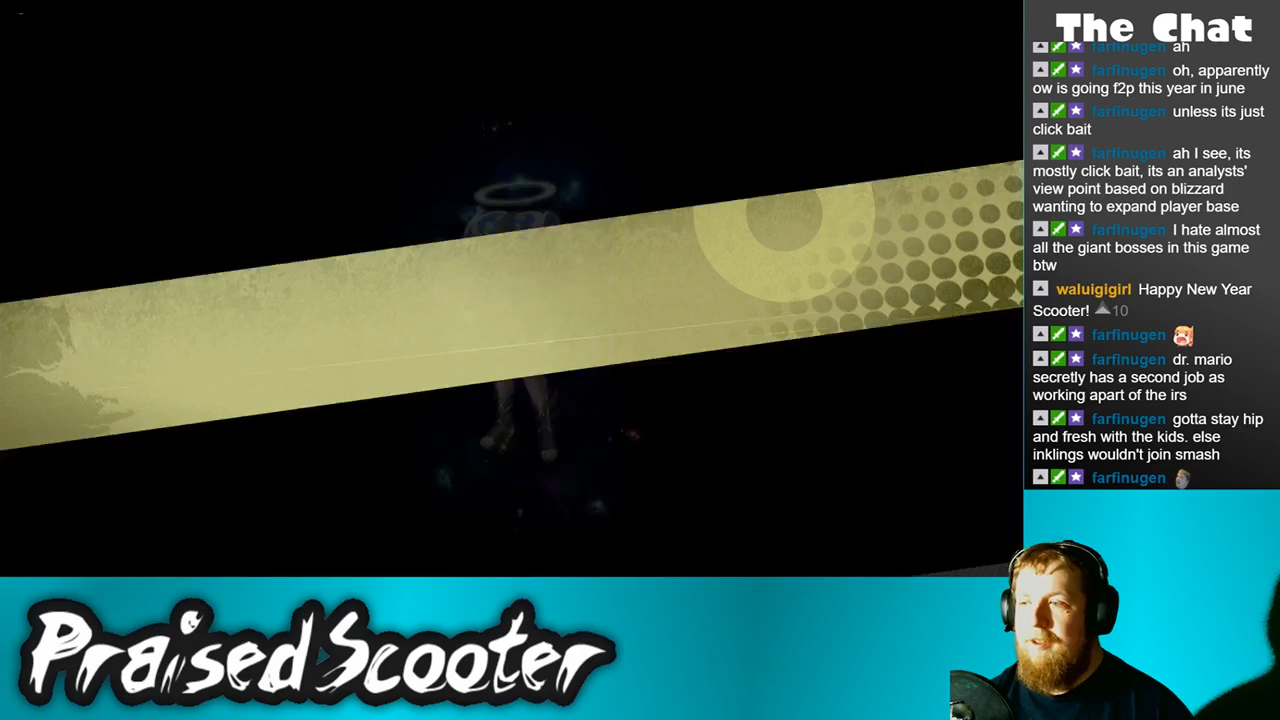 The Chat
farfinugen ah
farfinugen oh, apparently
ow is going f2p this year in june
farfinugen unless its just
click bait
farfinugen ah I see, its
mostly click bait, its an analysts'
view point based on blizzard
wanting to expand player base
farfinugen I hate almost
all the giant bosses in this game
btw
waluigigirl Happy New Year
Scooter! 10
farfinugen
farfinugen dr. mario
secretly has a second job as
working apart of the irs
farfinugen gotta stay hip
and fresh with the kids. else
inklings wouldn't join smash
farfinugen
PraisedScooter